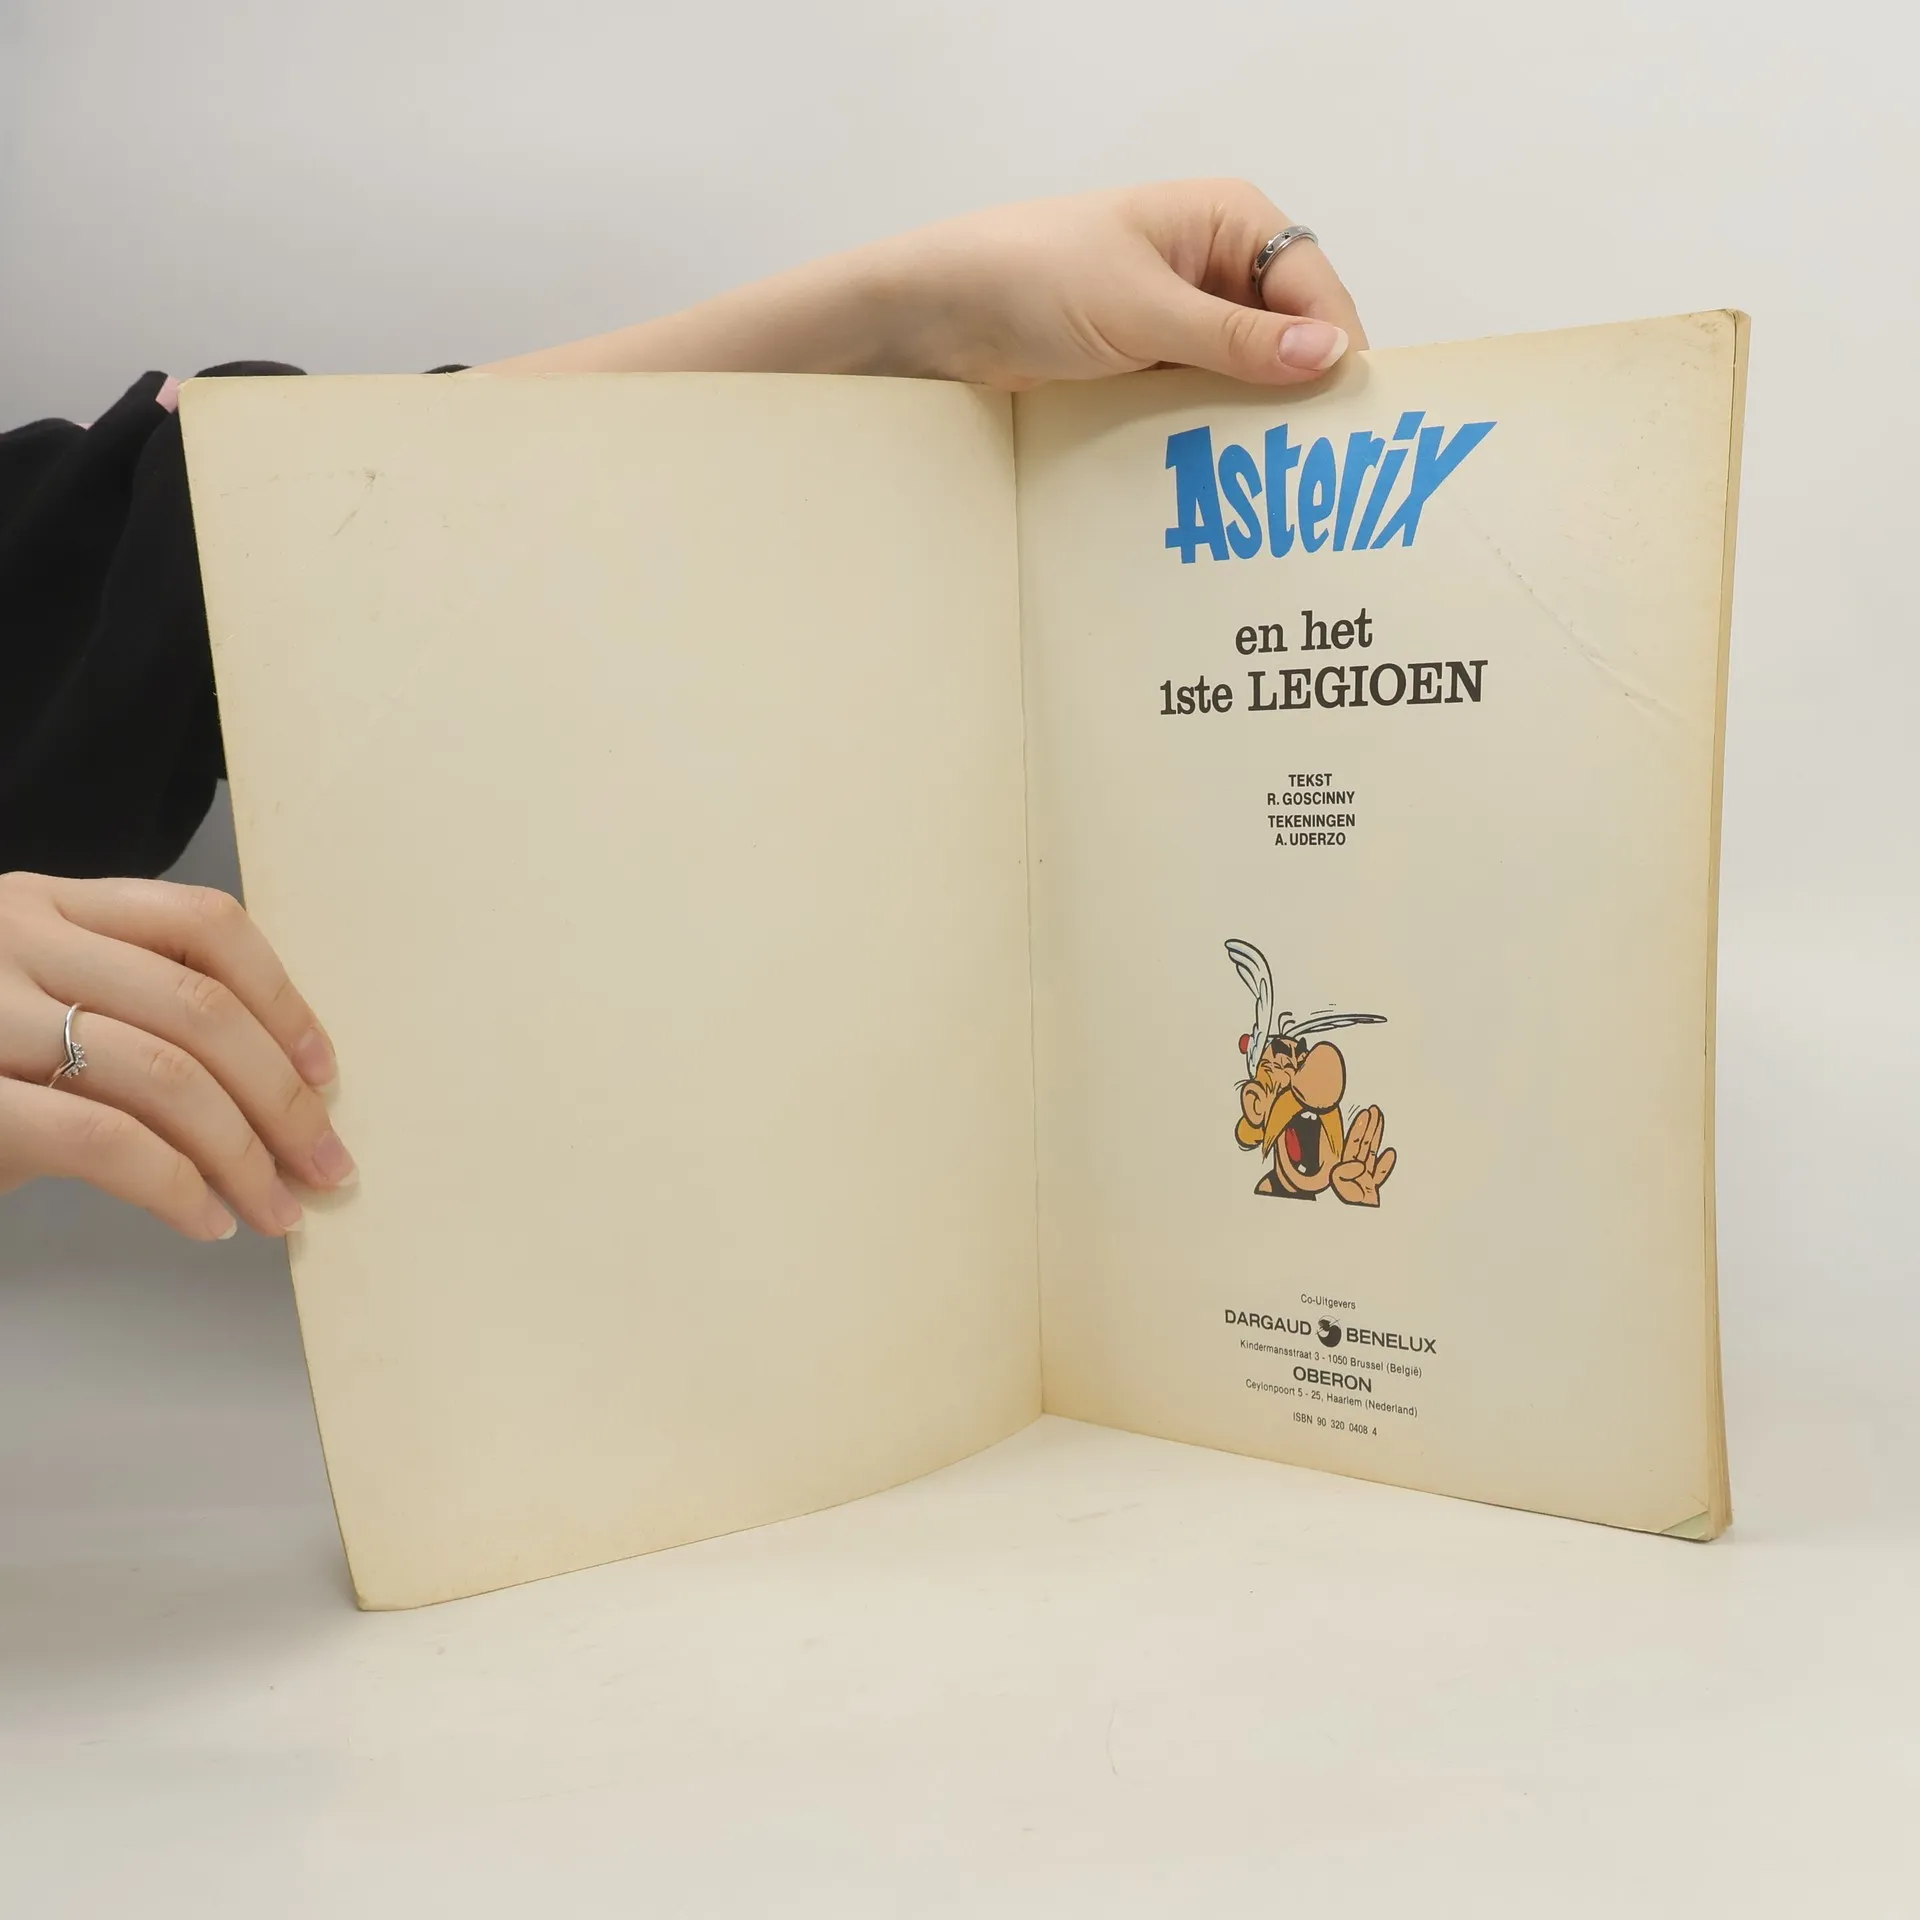 Asterix
en het
1ste LEGIOEN
TEKST
R. GOSCINNY
TEKENINGEN
A. UDERZO
Co-Uitgevers
DARGAUD BENELUX
Kindermansstraat 3 - 1050 Brussel (België)
OBERON
Ceylonpoort 5 - 25, Haarlem (Nederland)
ISBN 90 320 0408 4